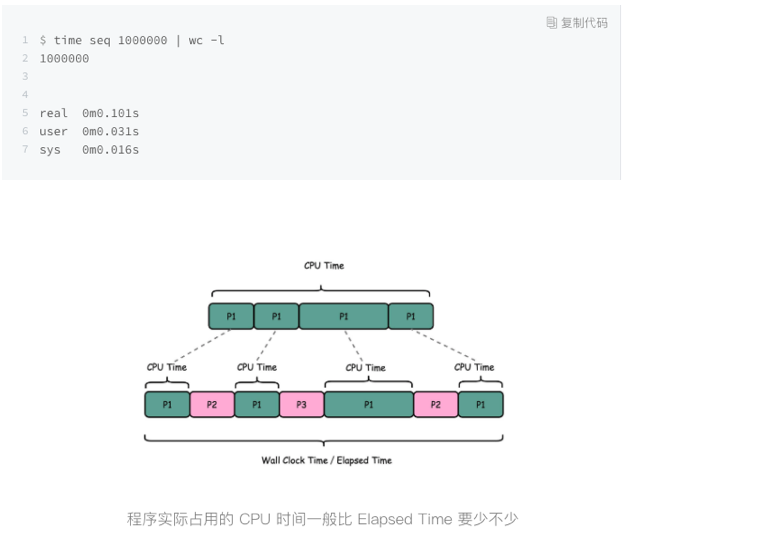 复制代码
1 $ time seq 1000000 | wc -l
2 1000000
3
4
5 real 0m0.101s
6 user 0m0.031s
7 sys 0m0.016s
CPU Time
P1 P1 P1 P1
CPU Time CPU Time CPU Time CPU Time
P1 P2 P1 P3 P1 P2 P1
Wall Clock Time / Elapsed Time
程序实际占用的 CPU 时间一般比 Elapsed Time 要少不少